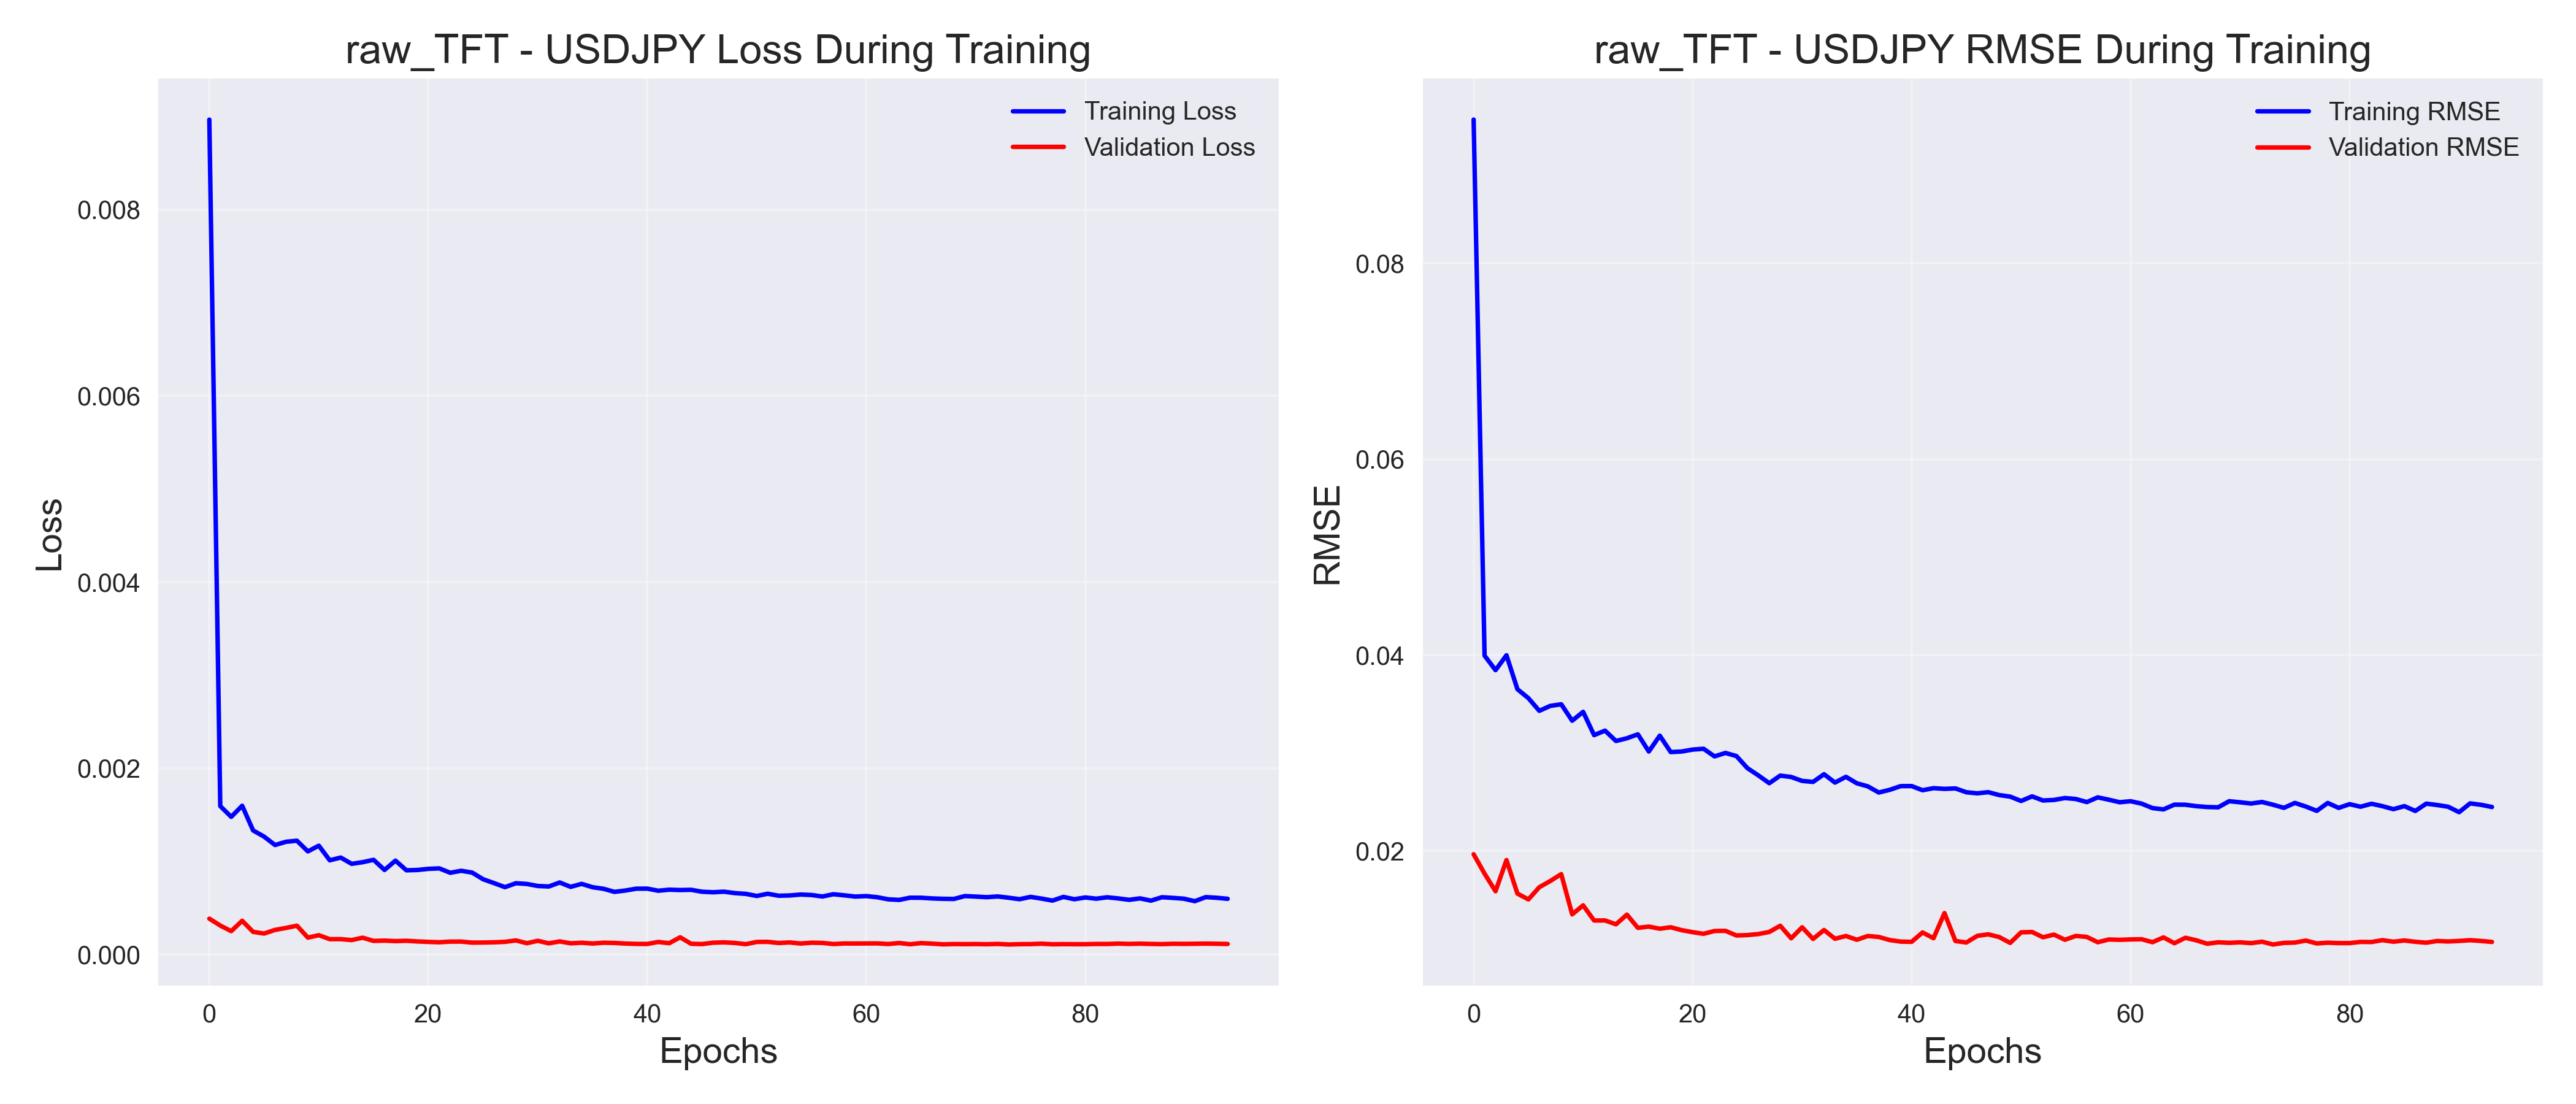 raw_TFT - USDJPY Loss During Training
Training Loss
Validation Loss
0.008
0.006
0.004
0.002
0.000
Loss
0 20 40 60 80
Epochs
raw_TFT - USDJPY RMSE During Training
Training RMSE
Validation RMSE
0.08
0.06
0.04
0.02
RMSE
0 20 40 60 80
Epochs